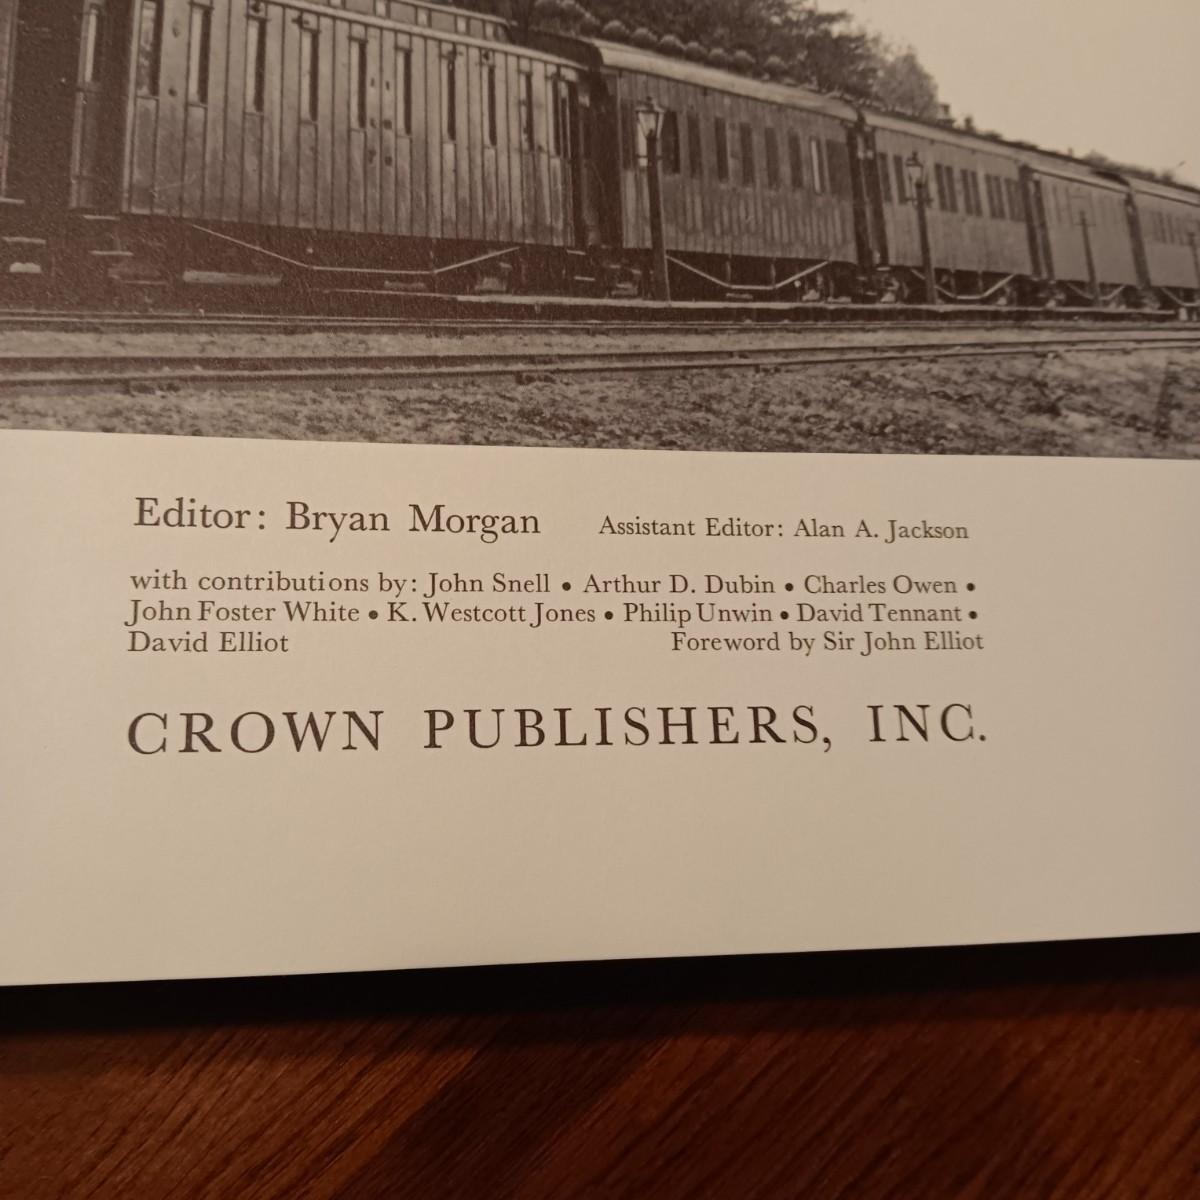 Editor: Bryan Morgan Assistant Editor: Alan A. Jackson
with contributions by: John Snell • Arthur D. Dubin • Charles Owen •
John Foster White • K. Westcott Jones • Philip Unwin • David Tennant •
David Elliot Foreword by Sir John Elliot
CROWN PUBLISHERS, INC.